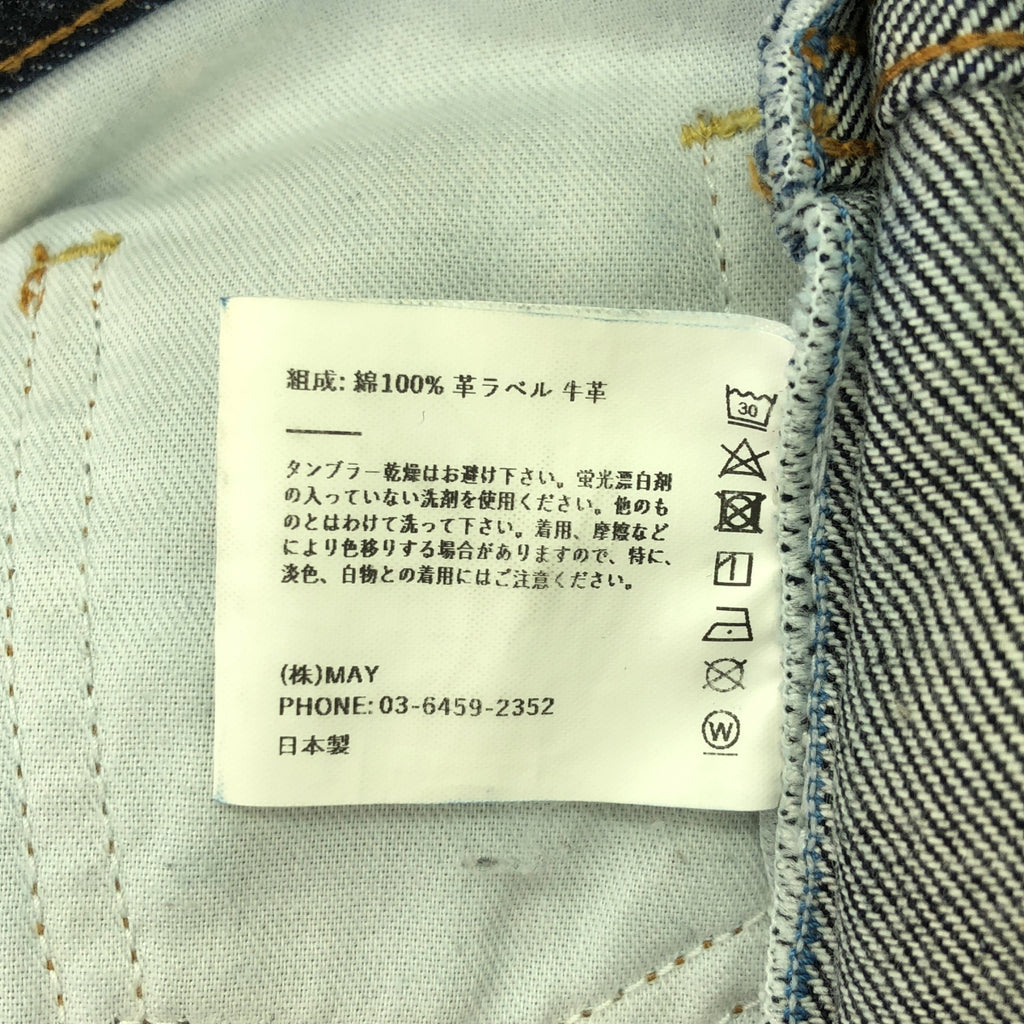 組成: 綿100% 革ラベル 牛革
タンブラー乾燥はお避け下さい。蛍光漂白剤
の入っていない洗剤を使用ください。他のも
のとはわけて洗って下さい。着用、摩擦など
により色移りする場合がありますので、特に、
淡色、白物との着用にはご注意ください。
(株)MAY
PHONE: 03-6459-2352
日本製
30
W